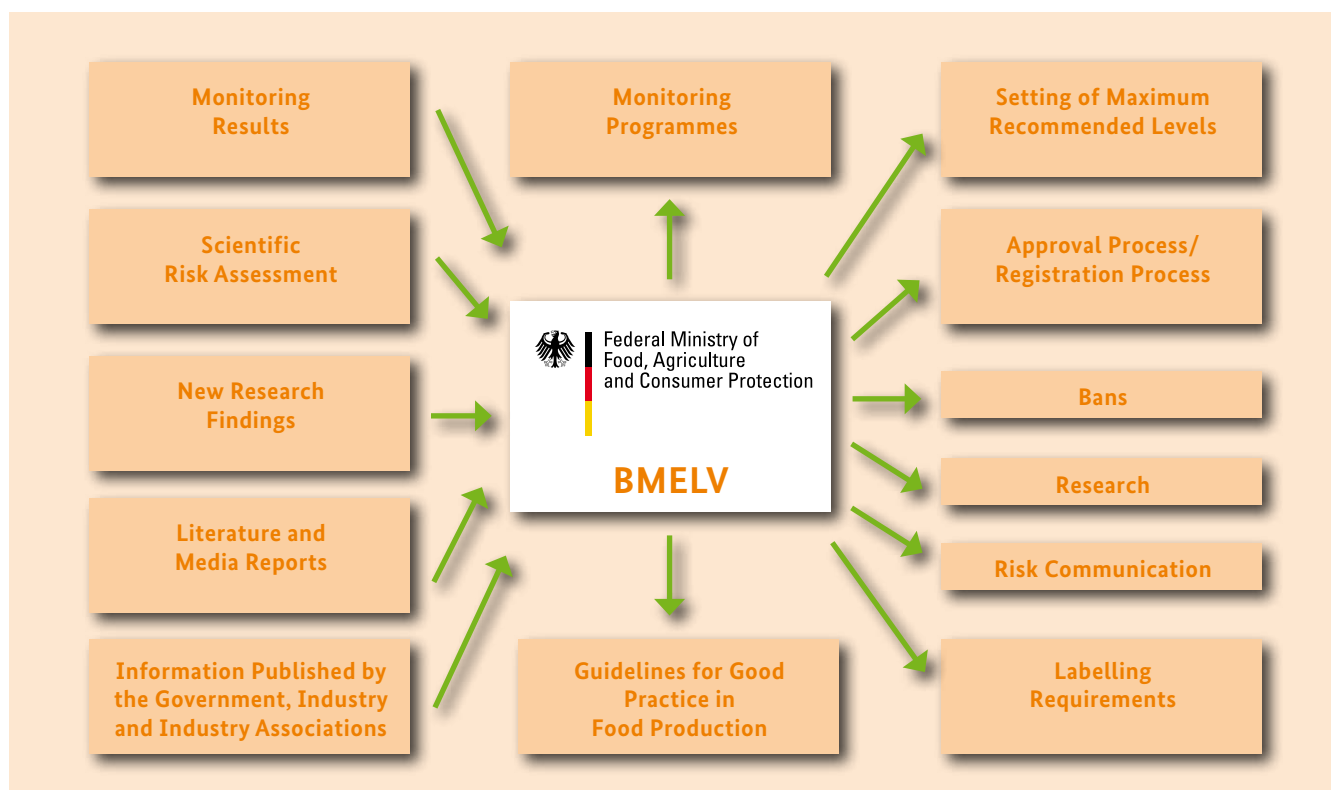 Monitoring
Results
Scientific
Risk Assessment
New Research
Findings
Literature and
Media Reports
Information Published by
the Government, Industry
and Industry Associations
Monitoring
Programmes
Federal Ministry of
Food, Agriculture
and Consumer Protection
BMELV
Guidelines for Good
Practice in
Food Production
Setting of Maximum
Recommended Levels
Approval Process/
Registration Process
Bans
Research
Risk Communication
Labelling
Requirements